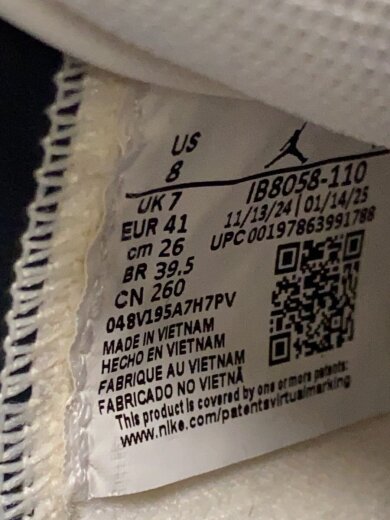 US
8
UK 7
EUR 41
cm 26
BR 39.5
CN 260
IB8058-110
11/13/24 | 01/14/25
UPC 00197863991788
048V195A7H7PV
MADE IN VIETNAM
HECHO EN VIETNAM
FABRIQUE AU VIETNAM
FABRICADO NO VIETNÃ
This product is covered by one or more patents:
www.nike.com/patentsvirtualmarking